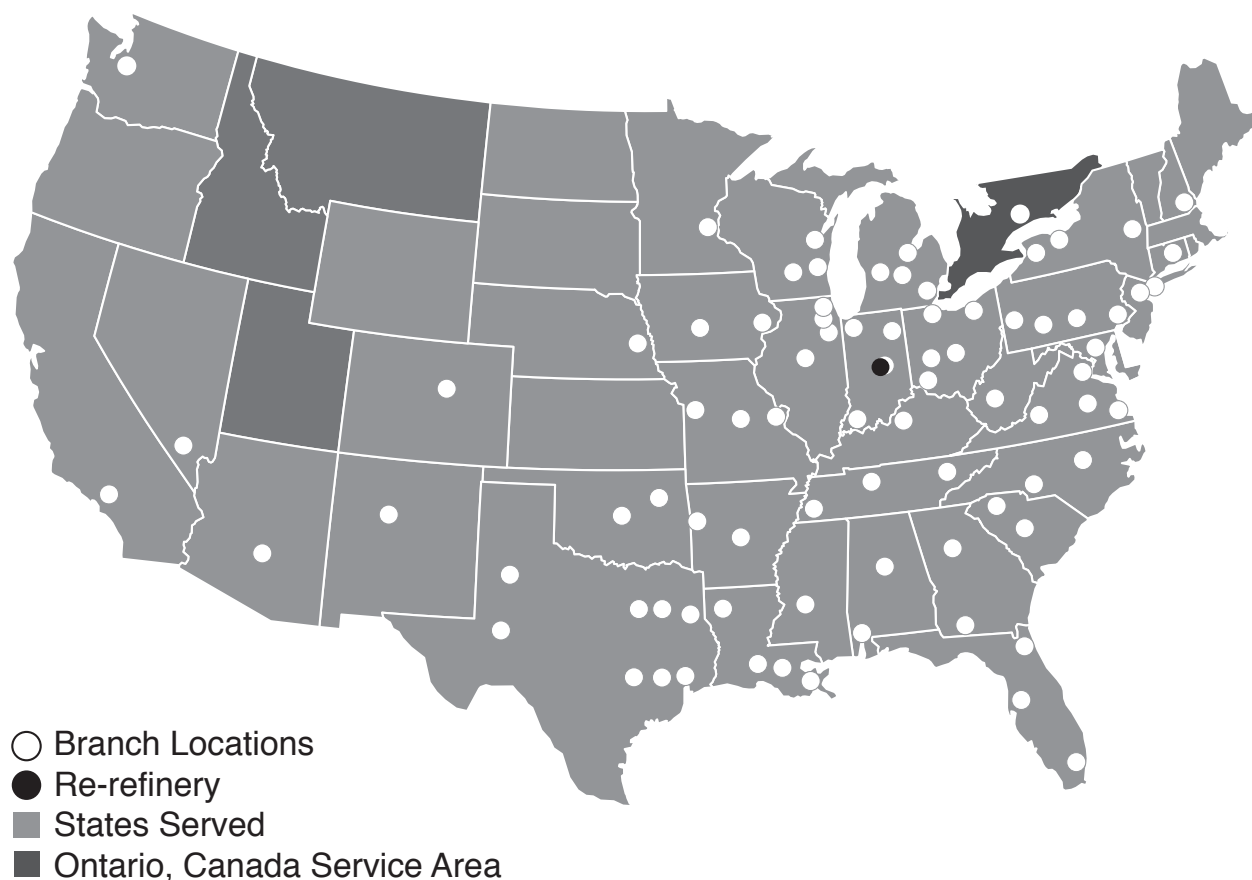 Branch Locations
Re-refinery
States Served
Ontario, Canada Service Area